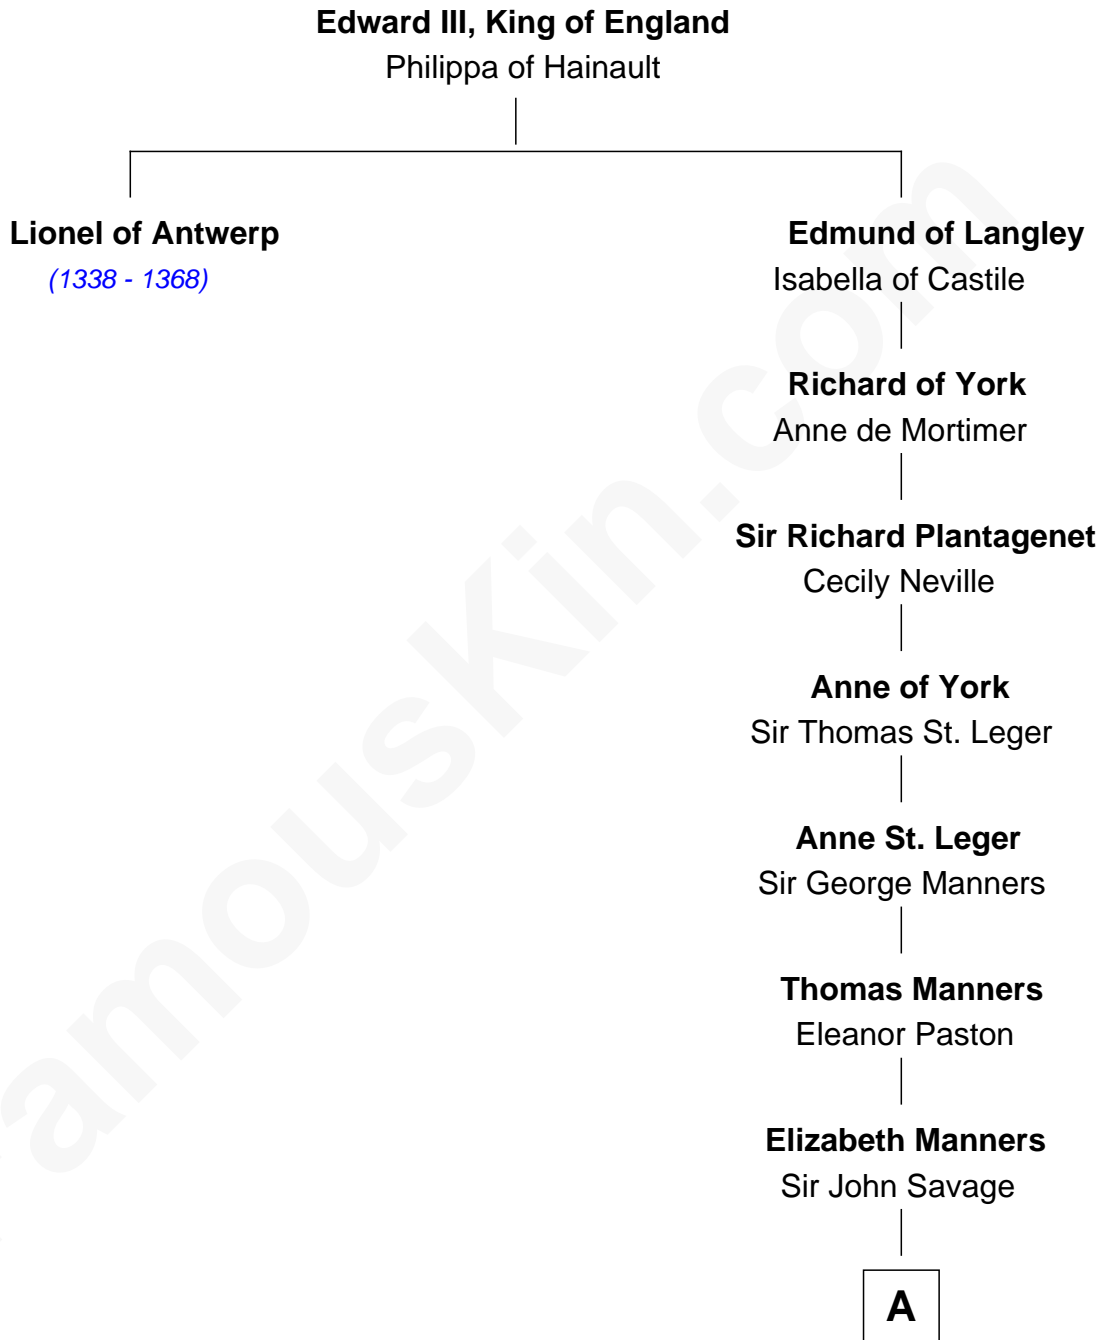 Edward III, King of England
Philippa of Hainault
Lionel of Antwerp
(1338 - 1368)
Edmund of Langley
Isabella of Castile
Richard of York
Anne de Mortimer
Sir Richard Plantagenet
Cecily Neville
Anne of York
Sir Thomas St. Leger
Anne St. Leger
Sir George Manners
Thomas Manners
Eleanor Paston
Elizabeth Manners
Sir John Savage
A
amouskin.com